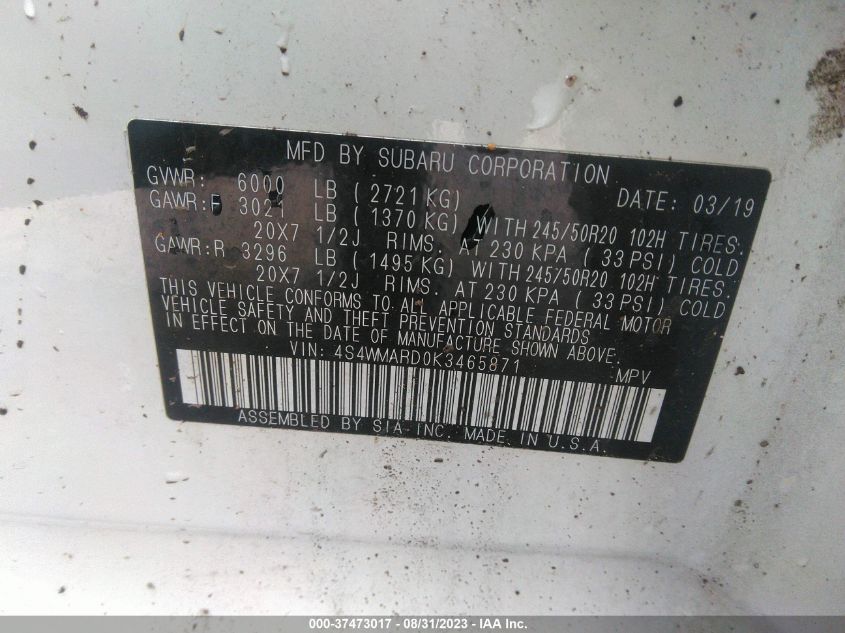 MFD BY SUBARU CORPORATION
GVWR: 6000 LB ( 2721 KG) DATE: 03/19
GAWR:F 3021 LB ( 1370 KG) WITH 245/50R20 102H TIRES:
20X7 1/2J RIMS. AT 230 KPA ( 33 PSI) COLD
GAWR:R 3296 LB ( 1495 KG) WITH 245/50R20 102H TIRES:
20X7 1/2J RIMS. AT 230 KPA ( 33 PSI) COLD
THIS VEHICLE CONFORMS TO ALL APPLICABLE FEDERAL MOTOR
VEHICLE SAFETY AND THEFT PREVENTION STANDARDS
IN EFFECT ON THE DATE OF MANUFACTURE SHOWN ABOVE.
VIN: 4S4WMARD0K3465871 MPV
ASSEMBLED BY SIA INC. MADE IN U.S.A.
000-37473017 - 08/31/2023 - IAA Inc.